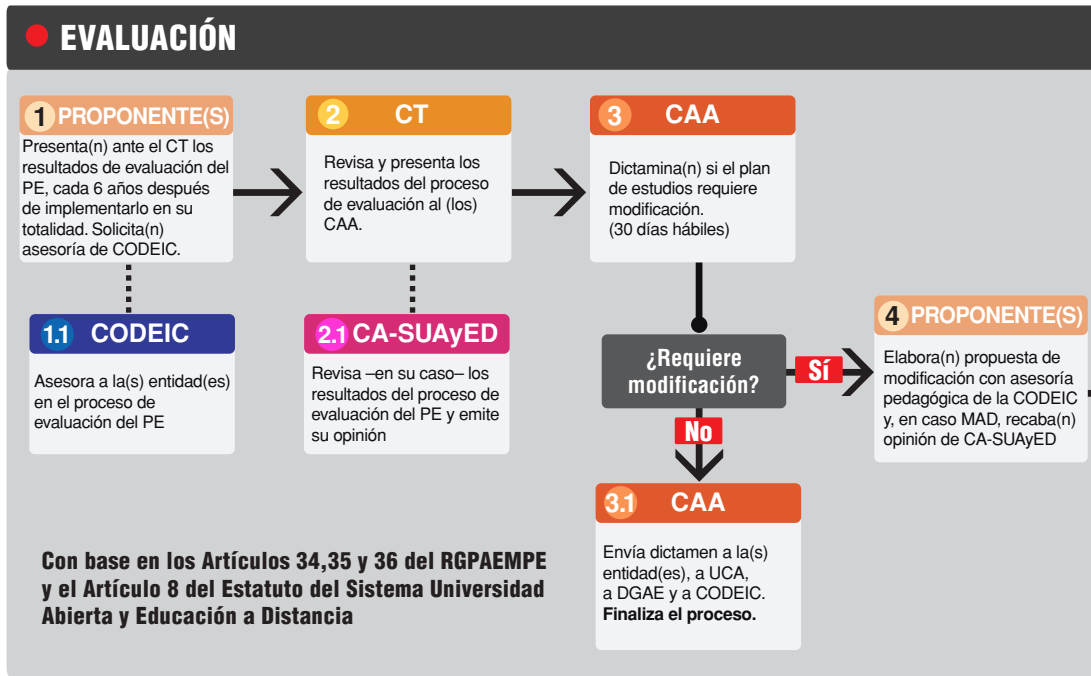 EVALUACIÓN
1 PROPONENTE(S)
Presenta(n) ante el CT los
resultados de evaluación del
PE, cada 6 años después
de implementarlo en su
totalidad. Solicita(n)
asesoría de CODEIC.
2 CT
Revisa y presenta los
resultados del proceso
de evaluación al (los)
CAA.
3 CAA
Dictamina(n) si el plan
de estudios requiere
modificación.
(30 días hábiles)
1.1 CODEIC
Asesora a la(s) entidad(es)
en el proceso de
evaluación del PE
2.1 CA-SUAyED
Revisa –en su caso– los
resultados del proceso de
evaluación del PE y emite
su opinión
¿Requiere
modificación?
Sí
No
4 PROPONENTE(S)
Elabora(n) propuesta de
modificación con asesoría
pedagógica de la CODEIC
y, en caso MAD, recaba(n)
opinión de CA-SUAyED
3.1 CAA
Envía dictamen a la(s)
entidad(es), a UCA,
a DGAE y a CODEIC.
Finaliza el proceso.
Con base en los Artículos 34,35 y 36 del RGPAEMPE
y el Artículo 8 del Estatuto del Sistema Universidad
Abierta y Educación a Distancia